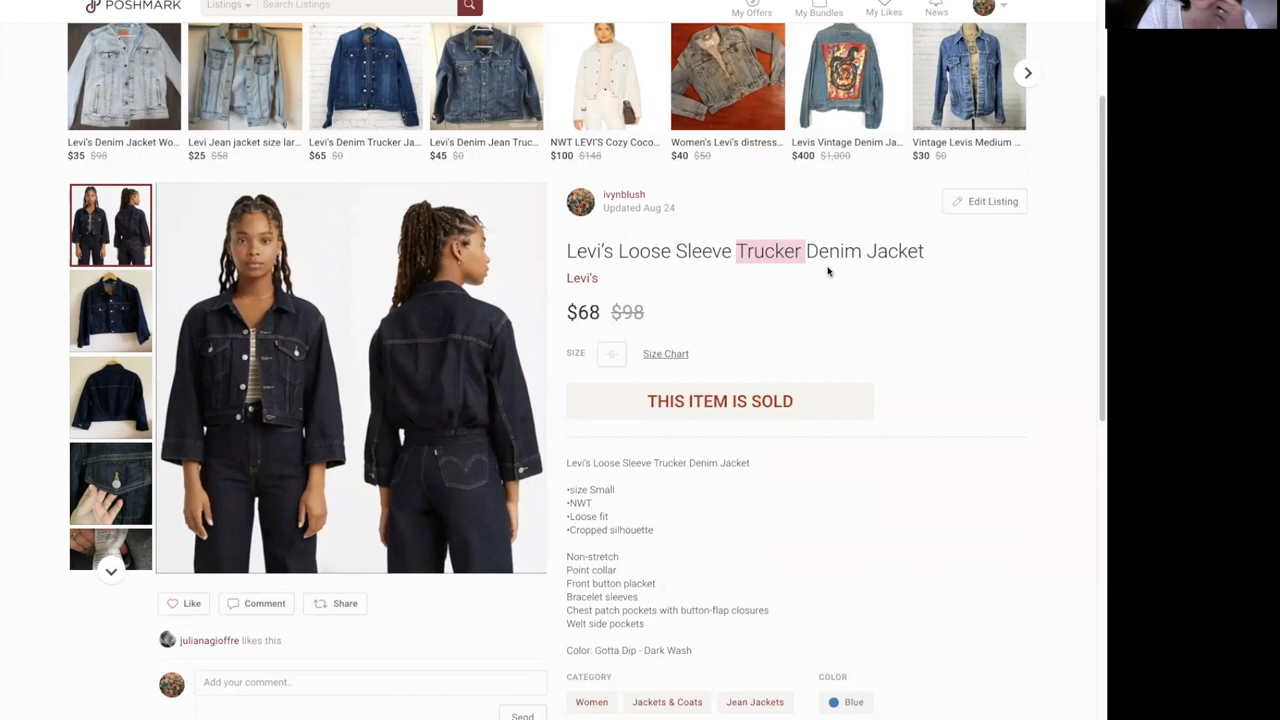 POSHMARK
Listings
Search Listings
My Offers
My Bundles
My Likes
News
Levi's Denim Jacket Wo...
$35 $98
Levi Jean jacket size lar...
$25 $58
Levi's Denim Trucker Ja...
$65 $0
Levi's Denim Jean Truc...
$45 $0
NWT LEVI'S Cozy Coco...
$100 $148
Women's Levi's distress...
$40 $50
Levis Vintage Denim Ja...
$400 $1,000
Vintage Levis Medium ...
$30 $0
ivynblush
Updated Aug 24
Edit Listing
Levi's Loose Sleeve Trucker Denim Jacket
Levi's
$68 $98
SIZE S Size Chart
THIS ITEM IS SOLD
Levi's Loose Sleeve Trucker Denim Jacket
•size Small
•NWT
•Loose fit
•Cropped silhouette
Non-stretch
Point collar
Front button placket
Bracelet sleeves
Chest patch pockets with button-flap closures
Welt side pockets
Color: Gotta Dip - Dark Wash
CATEGORY
Women
Jackets & Coats
Jean Jackets
COLOR
Blue
Like
Comment
Share
julianagioffre likes this
Add your comment..
Send